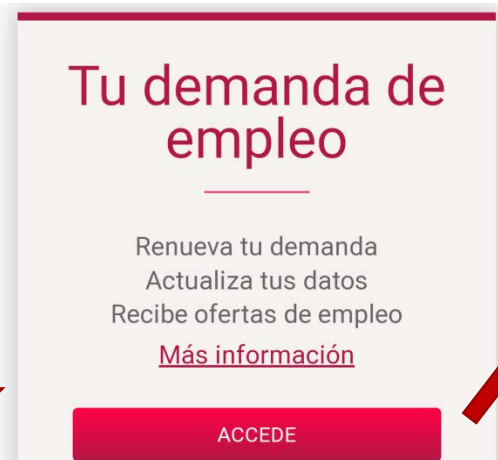 Tu demanda de
empleo
Renueva tu demanda
Actualiza tus datos
Recibe ofertas de empleo
Más información
ACCEDE